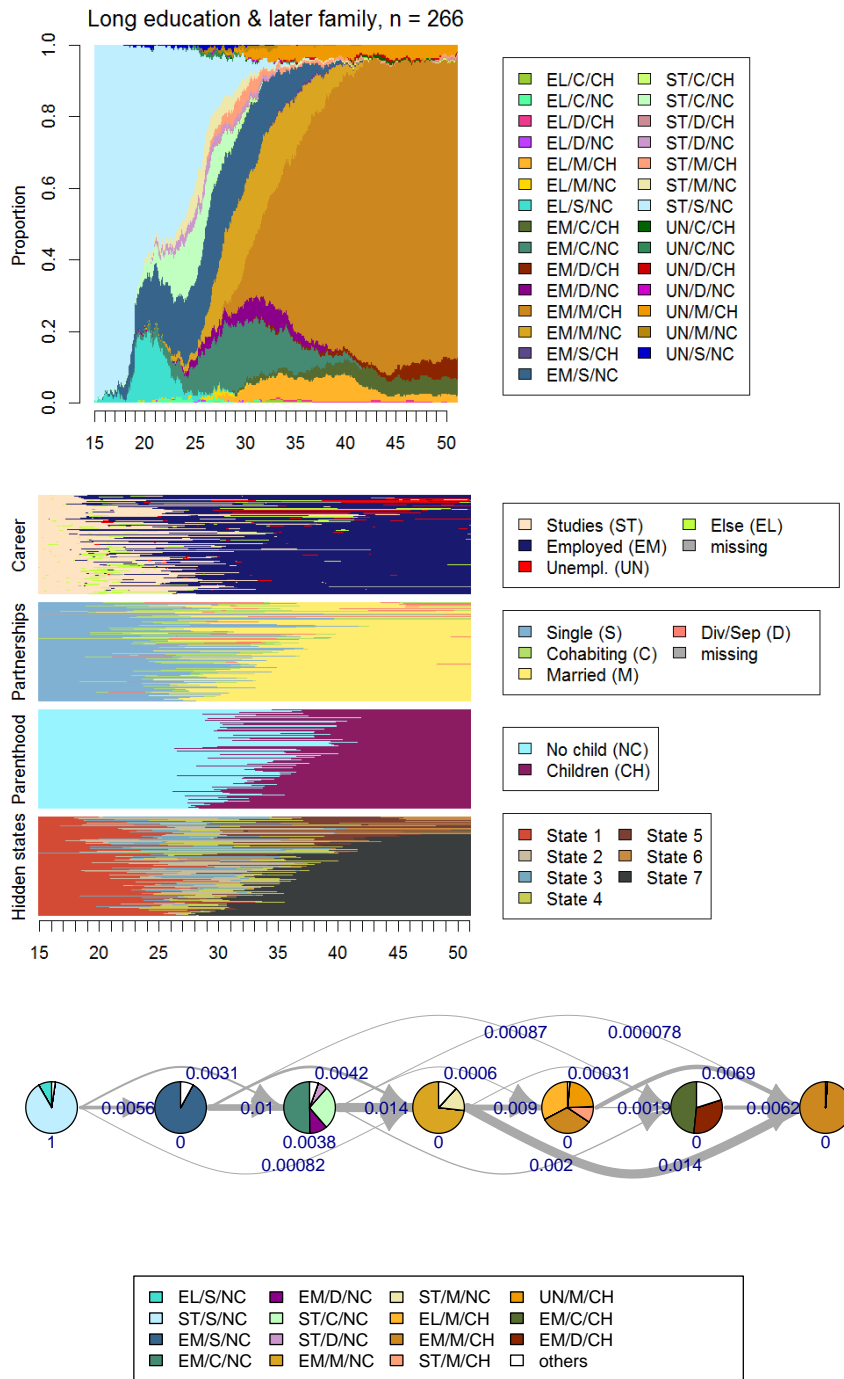 Long education & later family, n = 266
Proportion
0.0 0.2 0.4 0.6 0.8 1.0
15 20 25 30 35 40 45 50
EL/C/CH ST/C/CH
EL/C/NC ST/C/NC
EL/D/CH ST/D/CH
EL/D/NC ST/D/NC
EL/M/CH ST/M/CH
EL/M/NC ST/M/NC
EL/S/NC ST/S/NC
EM/C/CH UN/C/CH
EM/C/NC UN/C/NC
EM/D/CH UN/D/CH
EM/D/NC UN/D/NC
EM/M/CH UN/M/CH
EM/M/NC UN/M/NC
EM/S/CH UN/S/NC
EM/S/NC
Career
Studies (ST) Else (EL)
Employed (EM) missing
Unempl. (UN)
Partnerships
Single (S) Div/Sep (D)
Cohabiting (C) missing
Married (M)
Parenthood
No child (NC)
Children (CH)
Hidden states
State 1 State 5
State 2 State 6
State 3 State 7
State 4
15 20 25 30 35 40 45 50
0.00087 0.000078
0.0031 0.0042 0.0006 0.00031 0.0069
0.0056 0.01 0.014 0.009 0.0019 0.0062
1 0 0.0038 0 0 0 0
0.00082 0.002 0.014
EL/S/NC EM/D/NC ST/M/NC UN/M/CH
ST/S/NC ST/C/NC EL/M/CH EM/C/CH
EM/S/NC ST/D/NC EM/M/CH EM/D/CH
EM/C/NC EM/M/NC ST/M/CH others